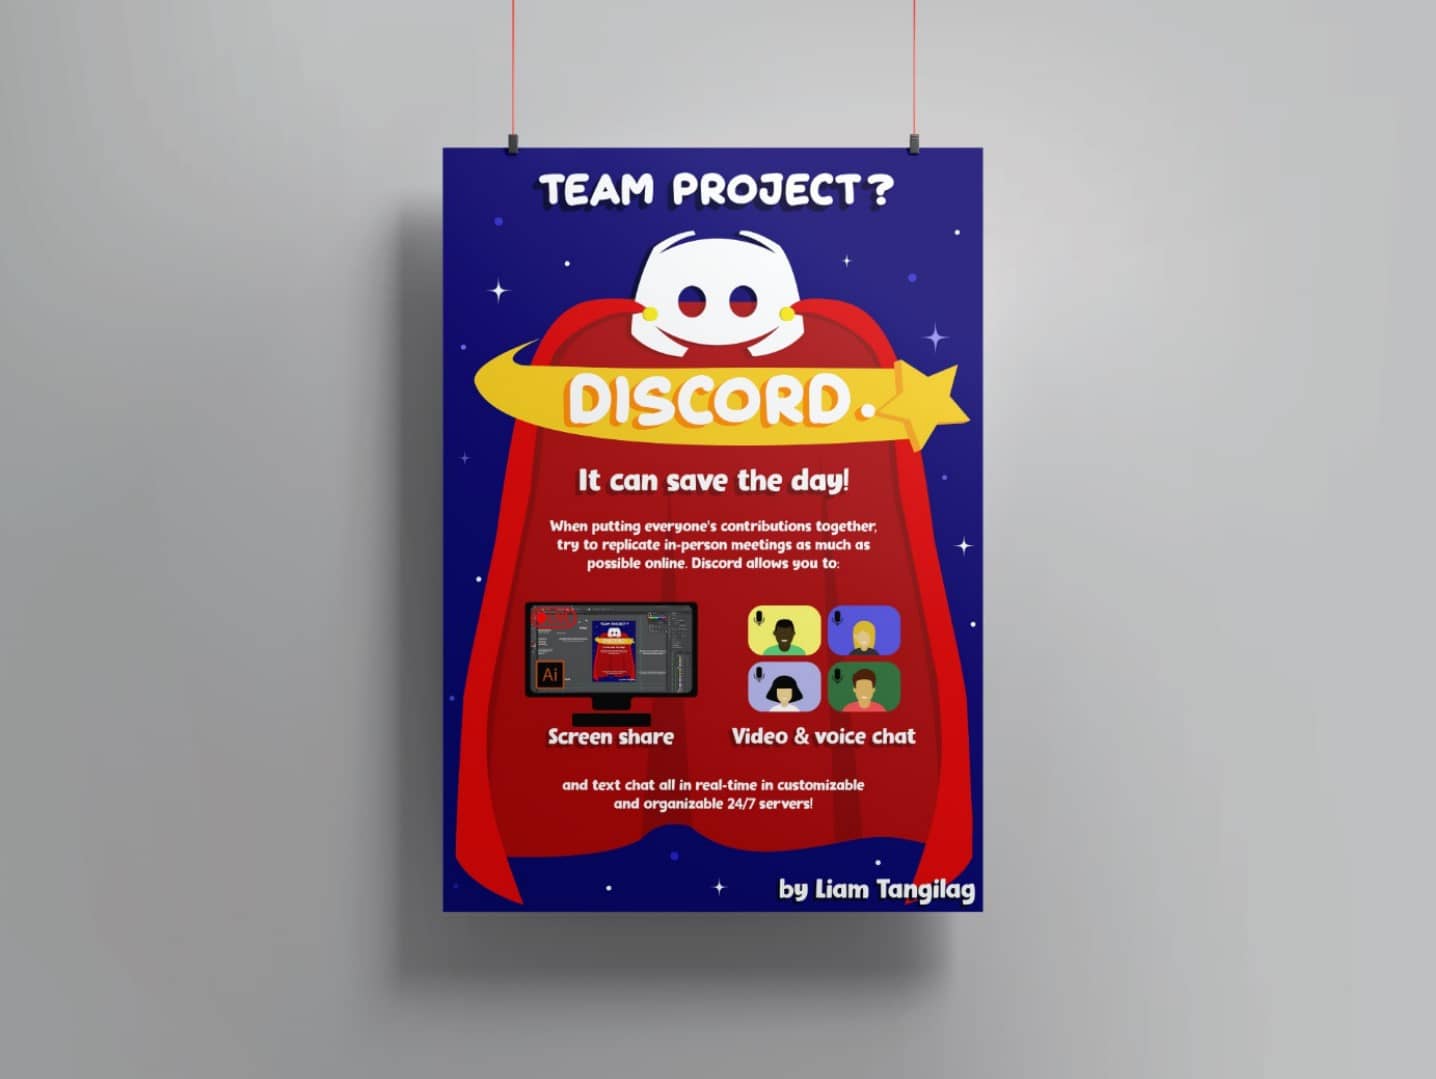 TEAM PROJECT?
DISCORD.
It can save the day!
When putting everyone's contributions together,
try to replicate in-person meetings as much as
possible online. Discord allows you to:
TEAM PROJECT?
Ai
Screen share
Video & voice chat
and text chat all in real-time in customizable
and organizable 24/7 servers!
by Liam Tangilag